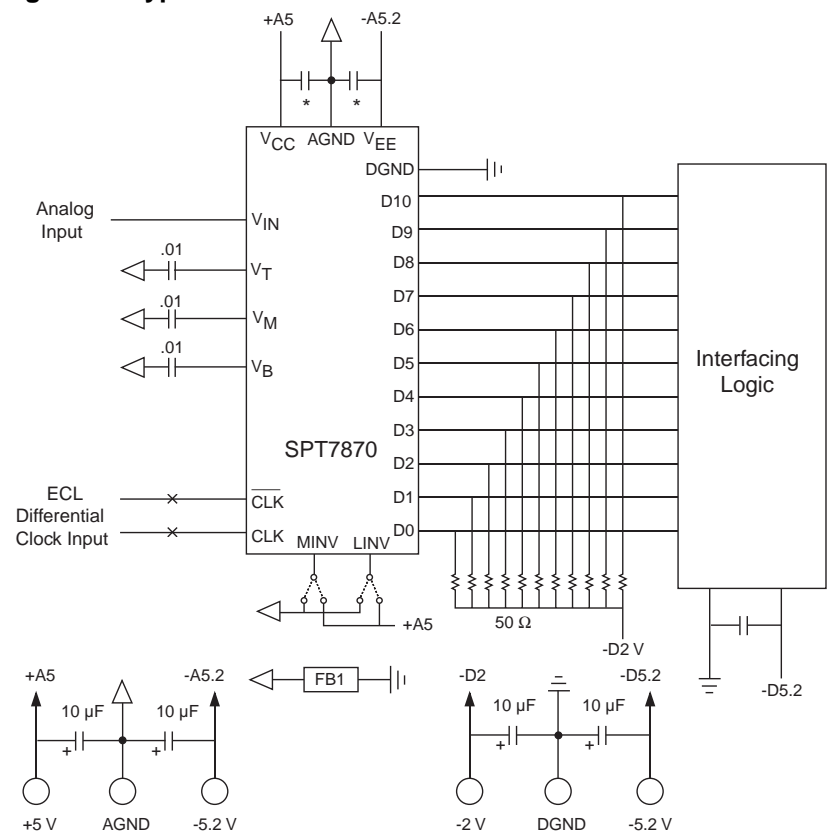 +A5
-A5.2
*
*
VCC AGND VEE
DGND
D10
Analog
Input
VIN
D9
.01
VT
D8
D7
.01
VM
D6
.01
VB
D5
Interfacing
Logic
D4
D3
SPT7870
D2
ECL
Differential
Clock Input
CLK
D1
CLK
D0
MINV LINV
+A5
50 Ω
-D2 V
-D5.2
+A5
-A5.2
FB1
-D2
-D5.2
10 µF
10 µF
10 µF
10 µF
+
+
+
+
+5 V
AGND
-5.2 V
-2 V
DGND
-5.2 V